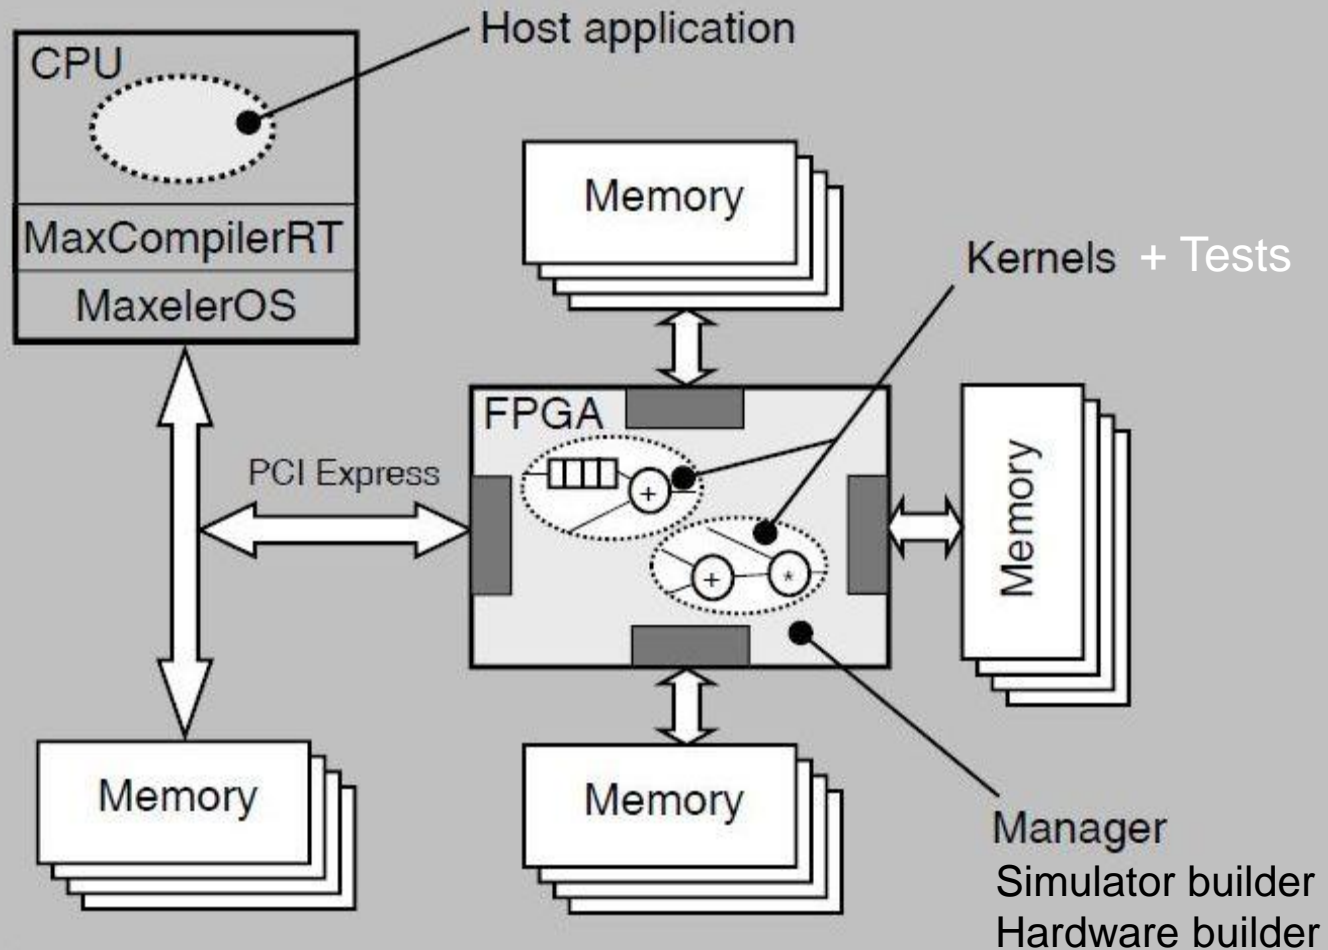 Host application
CPU
MaxCompilerRT
MaxelerOS
Memory
Kernels + Tests
FPGA
+
+
*
PCI Express
Memory
Memory
Memory
Manager
Simulator builder
Hardware builder